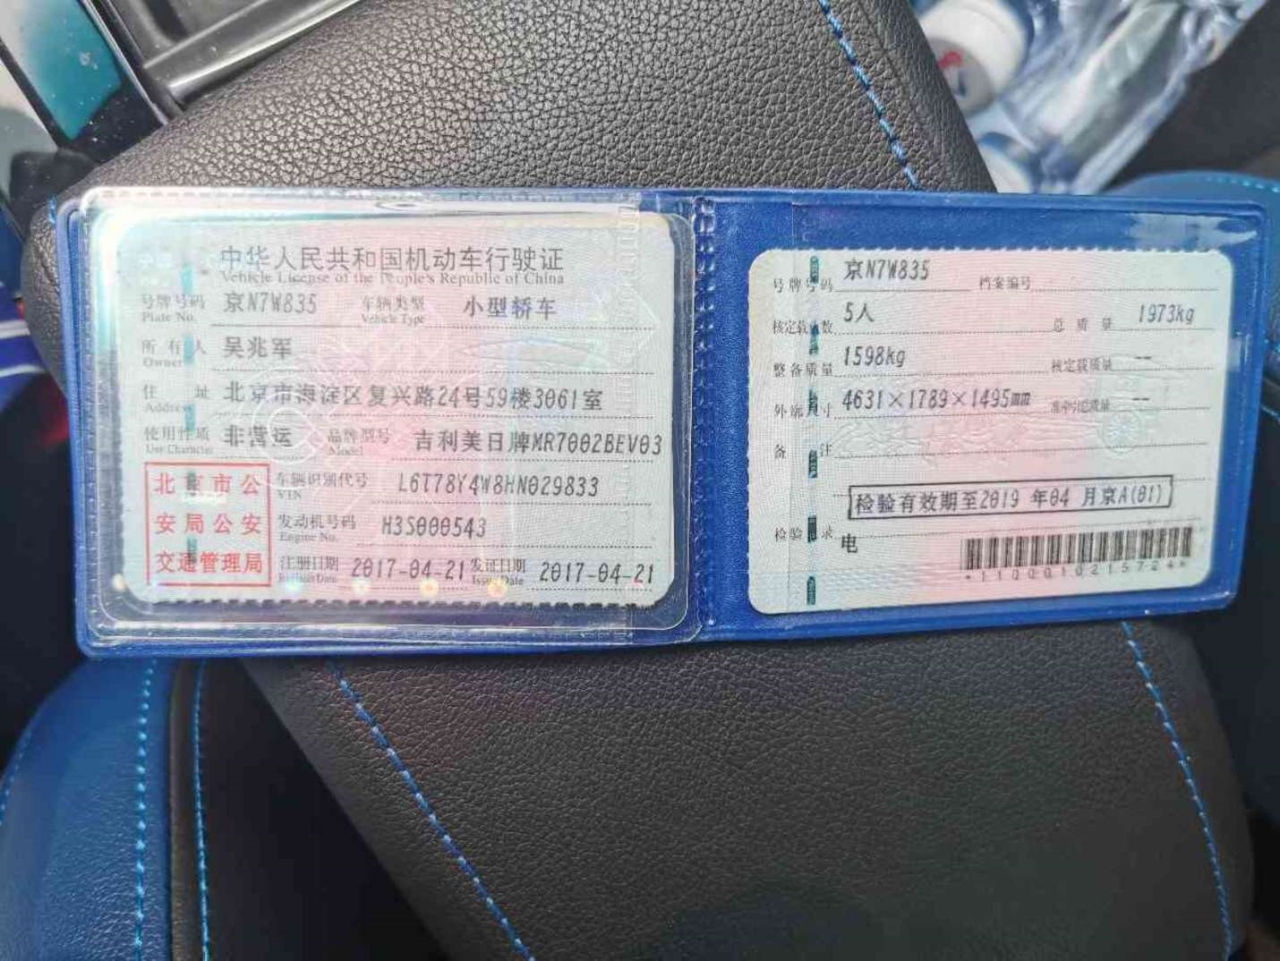 中华人民共和国机动车行驶证
Vehicle License of the People's Republic of China
号牌号码 京N7W835 车辆类型 小型轿车
Plate No. Vehicle Type
所有人 吴兆军
Owner
住址 北京市海淀区复兴路24号59楼3061室
Address
使用性质 非营运 品牌型号 吉利美日牌MR7002BEV03
Use Character Model
北京市公
安局公安
交通管理局
车辆识别代号 L6T78Y4W8HN029833
VIN
发动机号码 H3S000543
Engine No.
注册日期 2017-04-21 发证日期 2017-04-21
Register Date Issue Date
号牌号码 京N7W835 档案编号
核定载人数 5人 总质量 1973kg
整备质量 1598kg 核定载质量 --
外廓尺寸 4631×1789×1495mm 准牵引总质量 --
备注
检验有效期至2019年04月京A(01)
检验记录 电
*1100010215724*